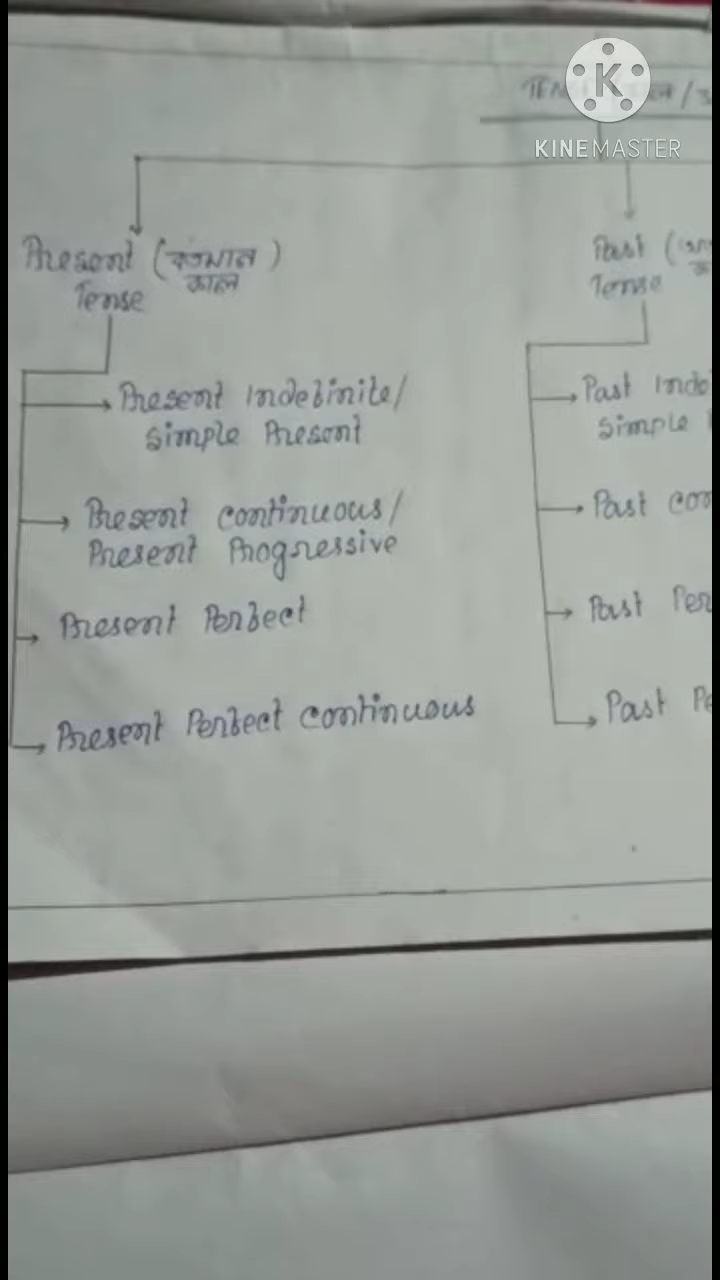 KINEMASTER
Present (বর্তমান কাল)
Tense
Present Indefinite/
simple Present
Present continuous/
Present Progressive
Present Perfect
Present Perfect continuous
Past
Tense
Past
simple
Past
Past
Past